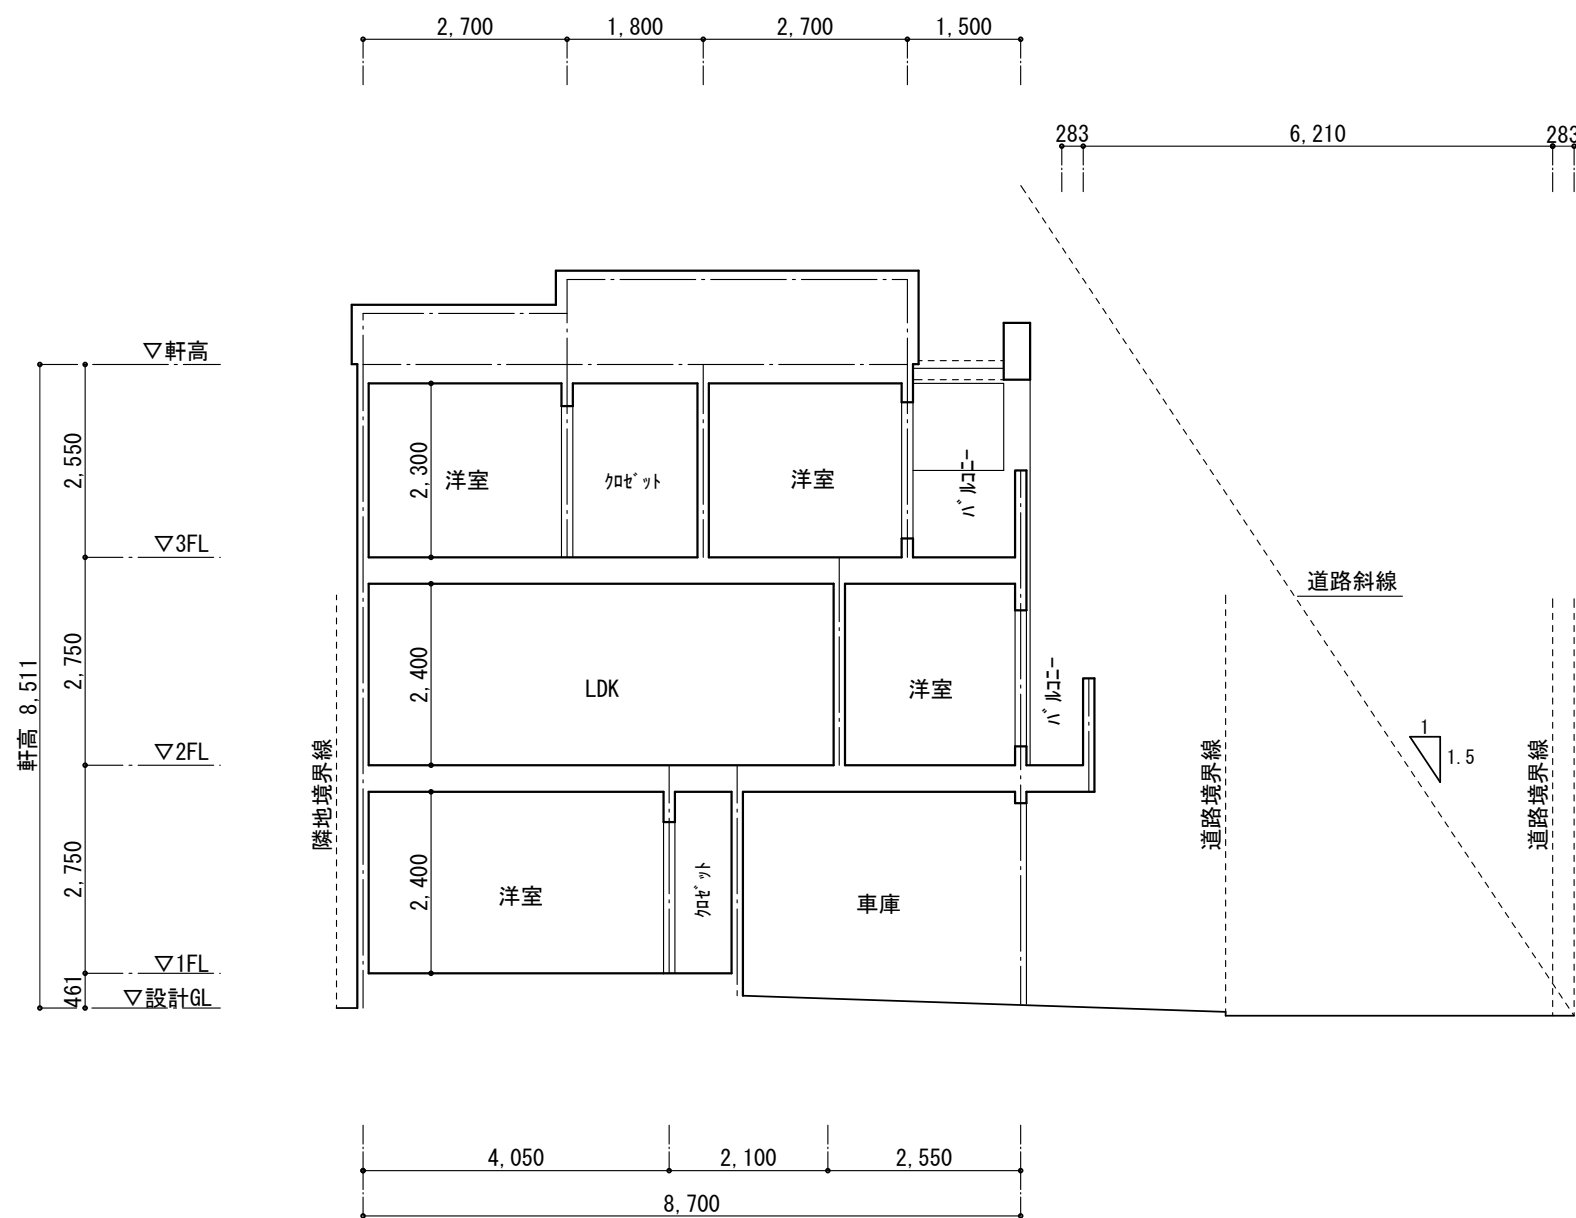 2,700
1,800
2,700
1,500
283
6,210
283
▽軒高
2,550
2,300
洋室
クロゼット
洋室
バルコニー
▽3FL
道路斜線
軒高 8,511
2,750
2,400
LDK
洋室
バルコニー
1
1.5
▽2FL
隣地境界線
道路境界線
道路境界線
2,750
2,400
洋室
クロゼット
車庫
▽1FL
461
▽設計GL
4,050
2,100
2,550
8,700